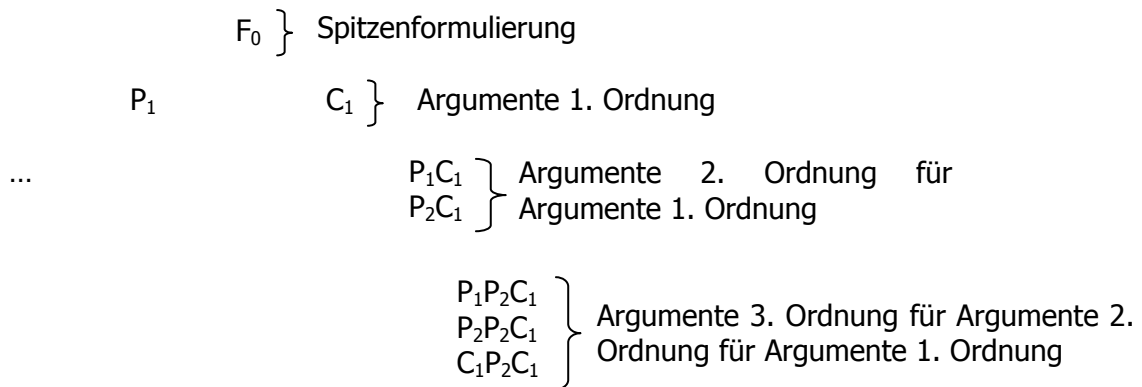 F₀ } Spitzenformulierung
P₁ C₁ } Argumente 1. Ordnung
... P₁C₁ Argumente 2. Ordnung für
P₂C₁ Argumente 1. Ordnung
P₁P₂C₁
P₂P₂C₁ Argumente 3. Ordnung für Argumente 2.
C₁P₂C₁ Ordnung für Argumente 1. Ordnung